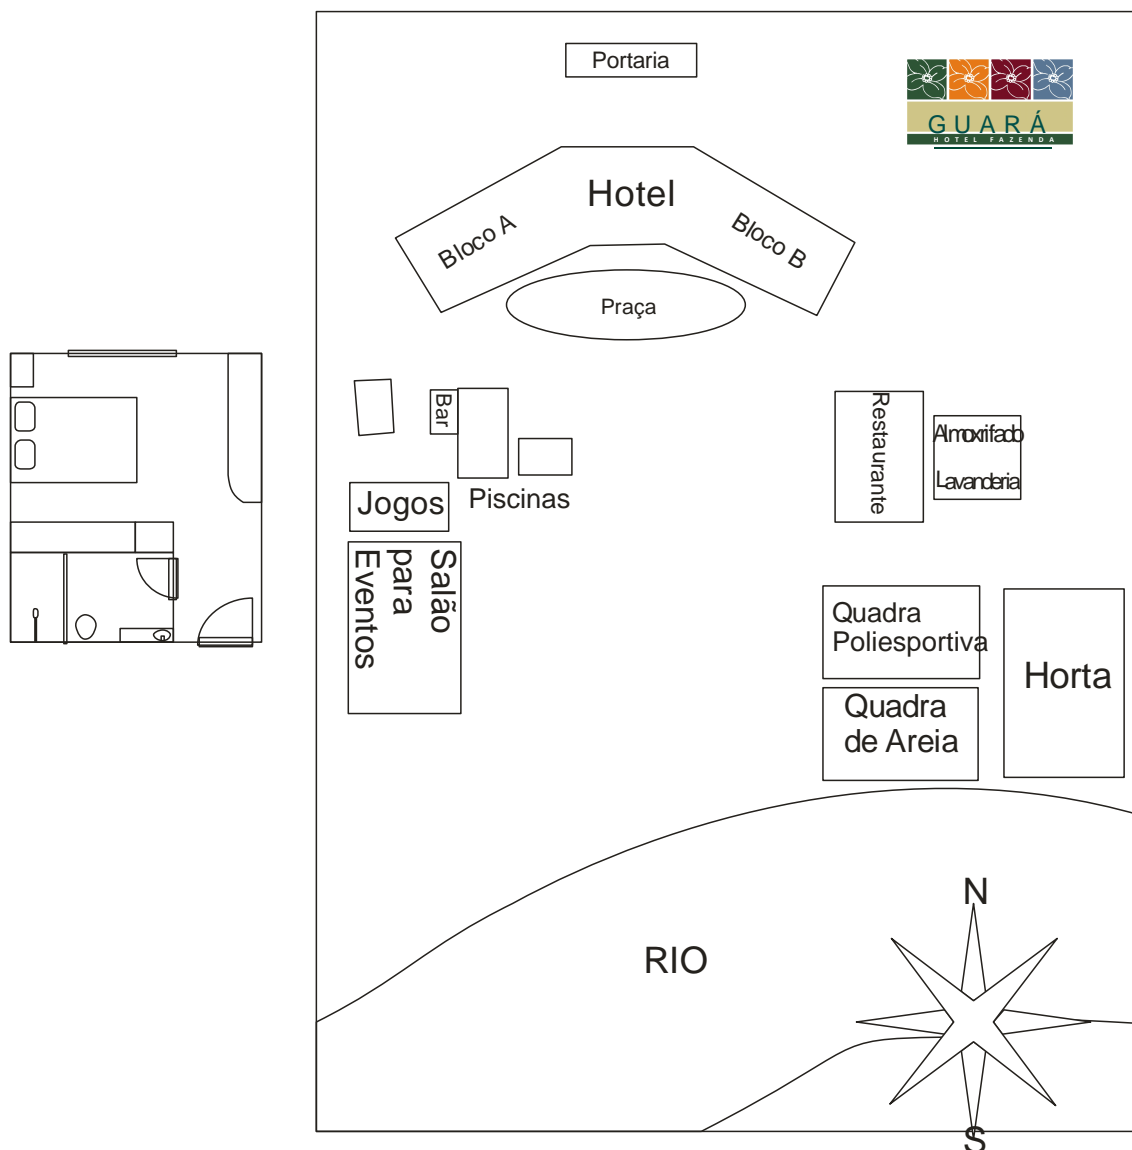 Portaria
GUARÁ
HOTEL FAZENDA
Hotel
Bloco A
Bloco B
Praça
Bar
Piscinas
Jogos
Salão
para
Eventos
Restaurante
Almoxrifado
Lavanderia
Quadra
Poliesportiva
Quadra
de Areia
Horta
RIO
N
S